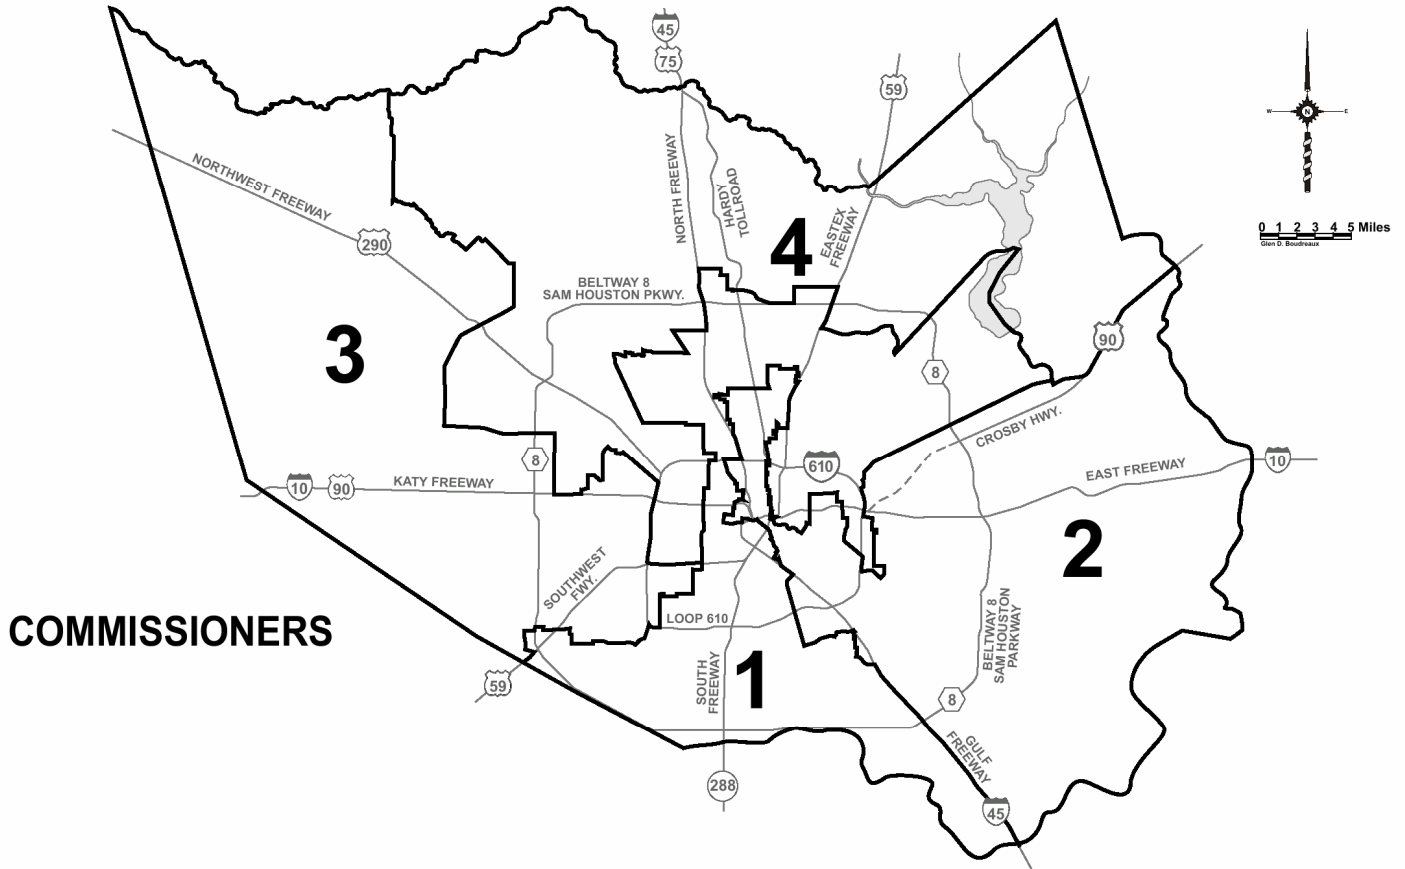 45
75
59
W N E
0 1 2 3 4 5 Miles
Glen D. Boudreaux
NORTHWEST FREEWAY
290
NORTH FREEWAY
HARDY
TOLLROAD
4
EASTEX
FREEWAY
BELTWAY 8
SAM HOUSTON PKWY.
3
90
8
CROSBY HWY.
8
610
10
90
KATY FREEWAY
EAST FREEWAY
10
2
SOUTHWEST
FWY.
LOOP 610
COMMISSIONERS
BELTWAY 8
SAM HOUSTON
PARKWAY
59
SOUTH
FREEWAY
1
8
GULF
FREEWAY
288
45